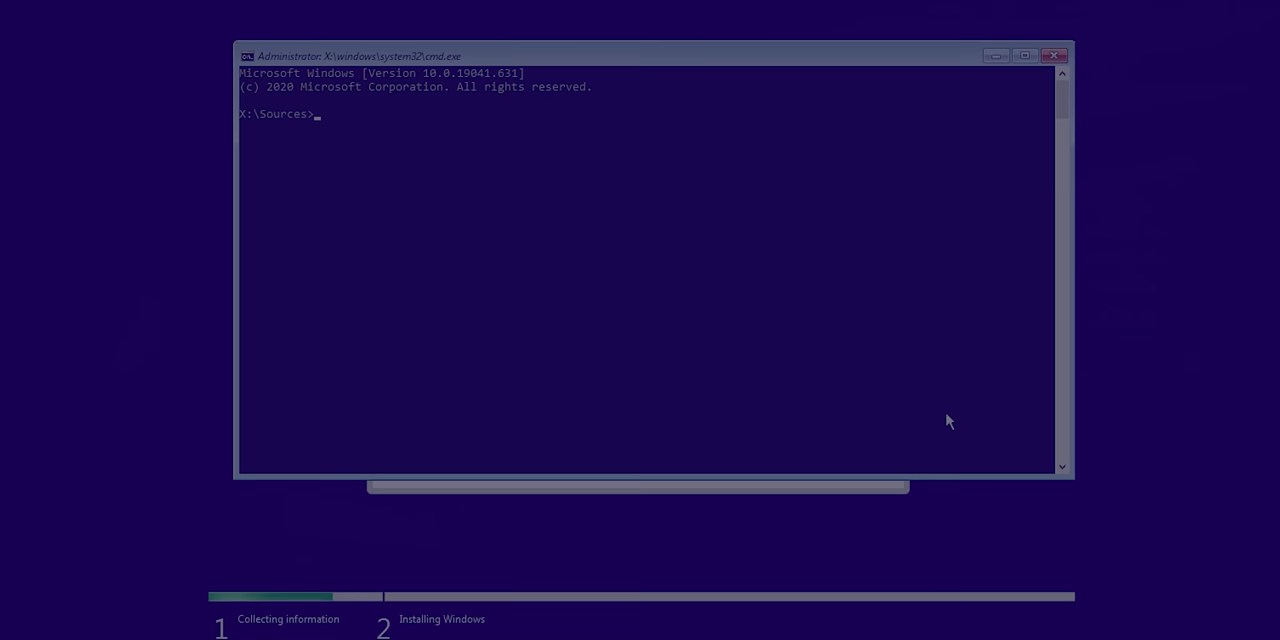 Administrator: X:\windows\system32\cmd.exe
Microsoft Windows [Version 10.0.19041.631]
(c) 2020 Microsoft Corporation. All rights reserved.
X:\Sources>
1 Collecting information
2 Installing Windows